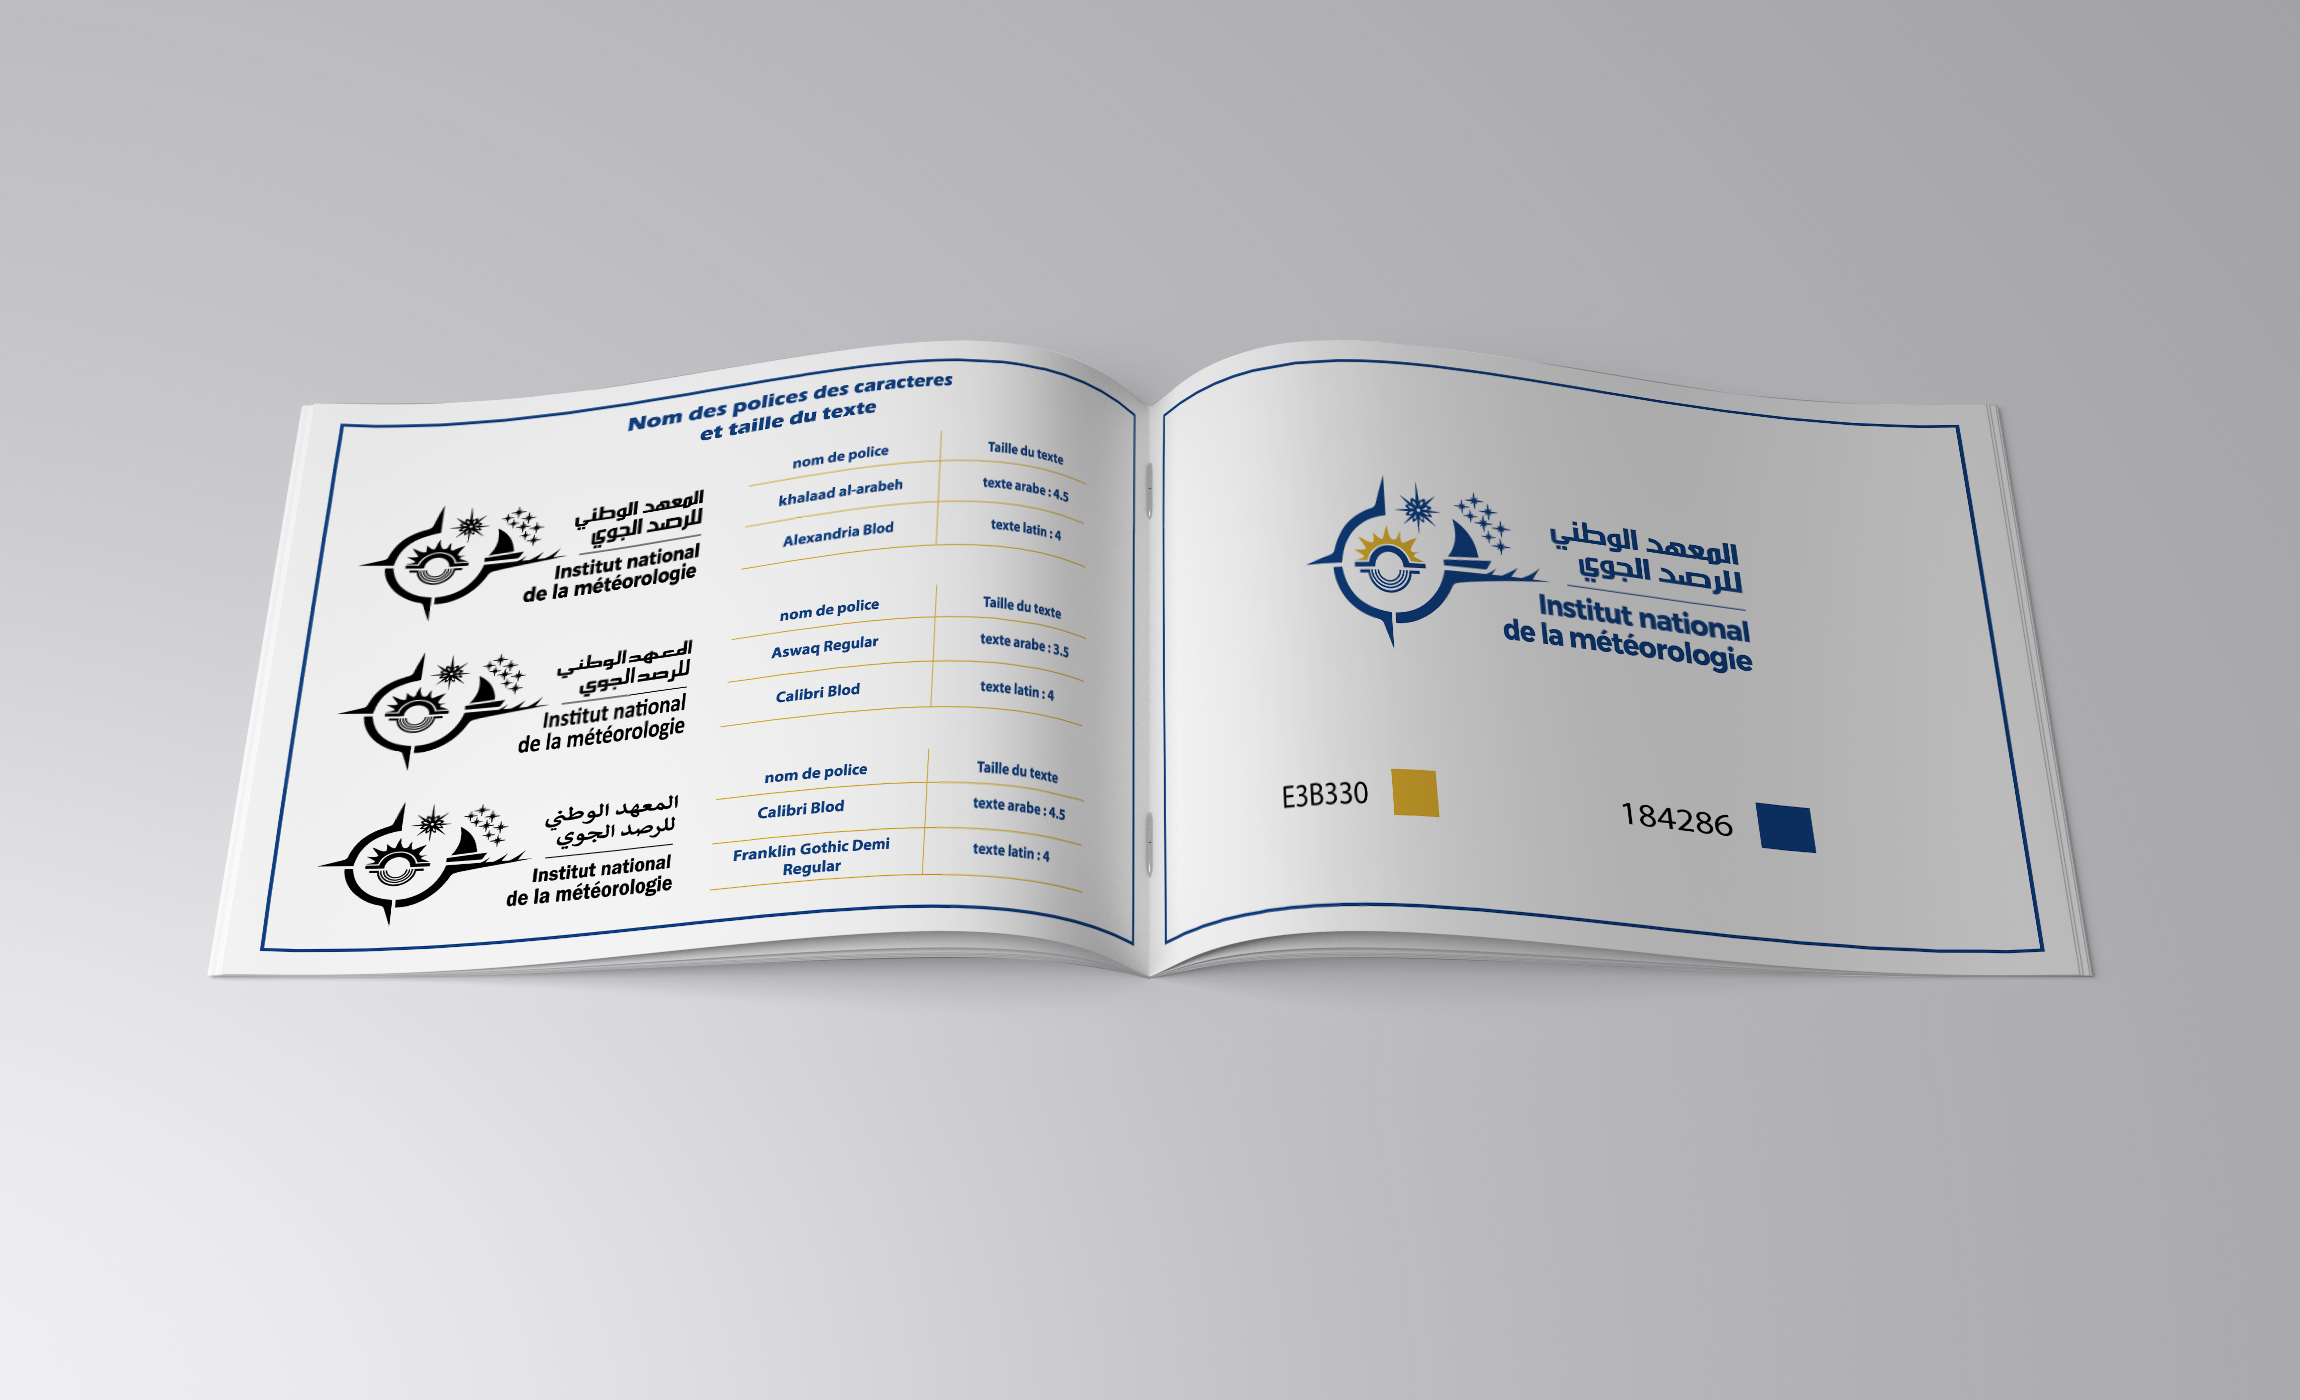 Nom des polices des caracteres
et taille du texte
المعهد الوطني
للرصد الجوي
Institut national
de la météorologie
nom de police
Taille du texte
khalaad al-arabeh
texte arabe : 4.5
Alexandria Blod
texte latin : 4
المعهد الوطني
للرصد الجوي
Institut national
de la météorologie
nom de police
Taille du texte
Aswaq Regular
texte arabe : 3.5
Calibri Blod
texte latin : 4
المعهد الوطني
للرصد الجوي
Institut national
de la météorologie
nom de police
Taille du texte
Calibri Blod
texte arabe : 4.5
Franklin Gothic Demi
Regular
texte latin : 4
المعهد الوطني
للرصد الجوي
Institut national
de la météorologie
E3B330
184286